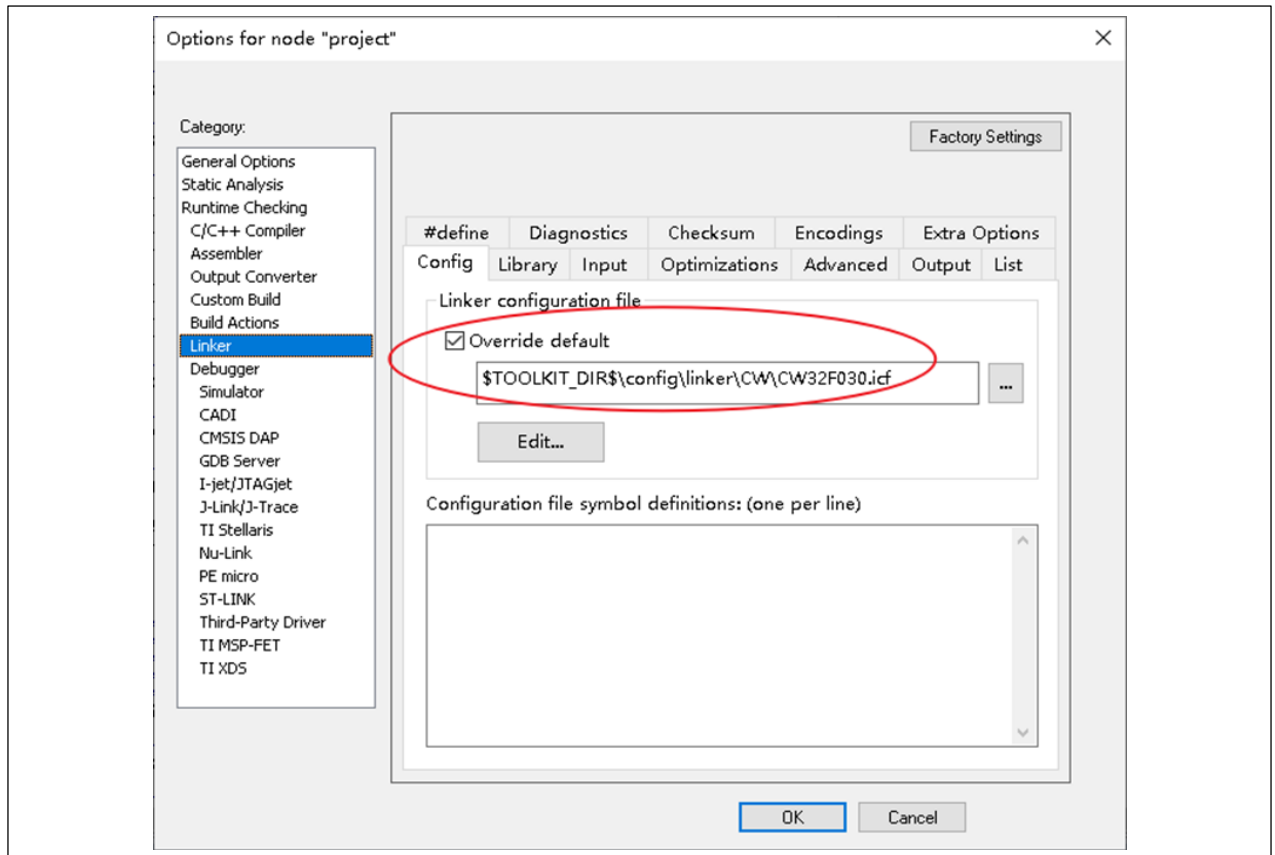 Options for node "project"
Category:
General Options
Static Analysis
Runtime Checking
C/C++ Compiler
Assembler
Output Converter
Custom Build
Build Actions
Linker
Debugger
Simulator
CADI
CMSIS DAP
GDB Server
I-jet/JTAGjet
J-Link/J-Trace
TI Stellaris
Nu-Link
PE micro
ST-LINK
Third-Party Driver
TI MSP-FET
TI XDS
Factory Settings
#define Diagnostics Checksum Encodings Extra Options
Config Library Input Optimizations Advanced Output List
Linker configuration file
Override default
$TOOLKIT_DIR$\config\linker\CW\CW32F030.icf
...
Edit...
Configuration file symbol definitions: (one per line)
OK Cancel